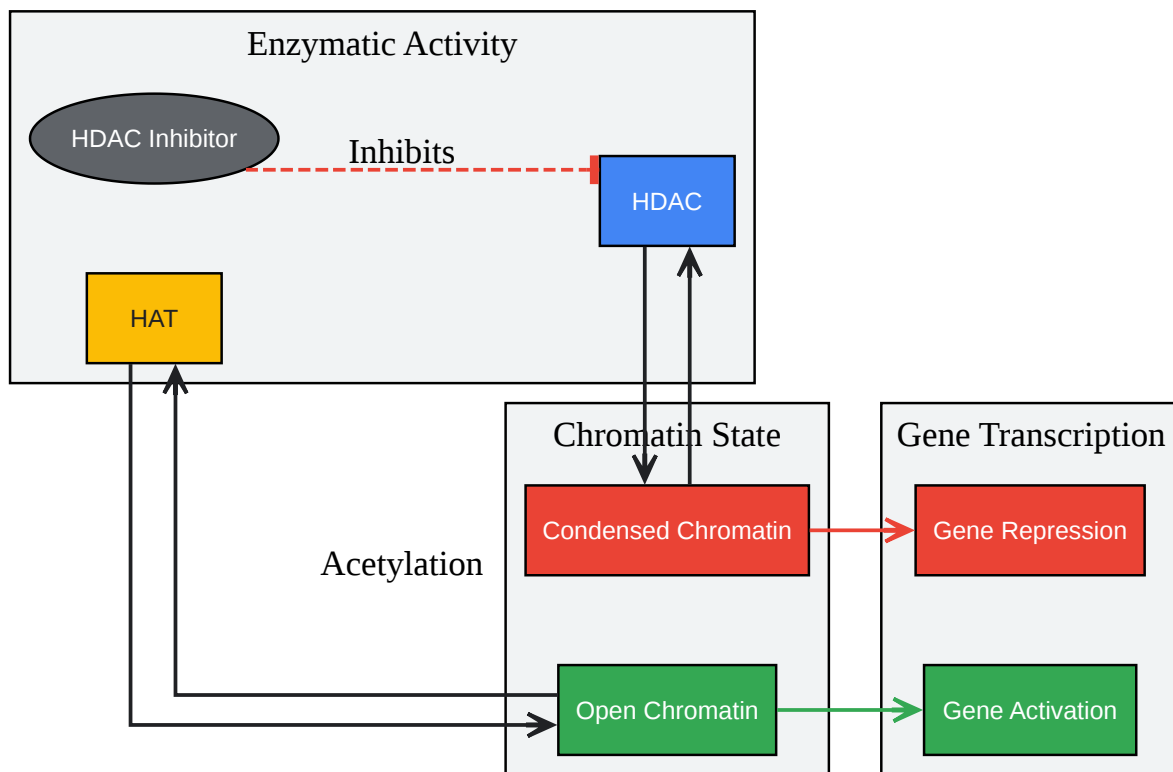 Enzymatic Activity
HDAC Inhibitor
Inhibits
HDAC
HAT
Chromatin State
Gene Transcription
Condensed Chromatin
Gene Repression
Acetylation
Open Chromatin
Gene Activation